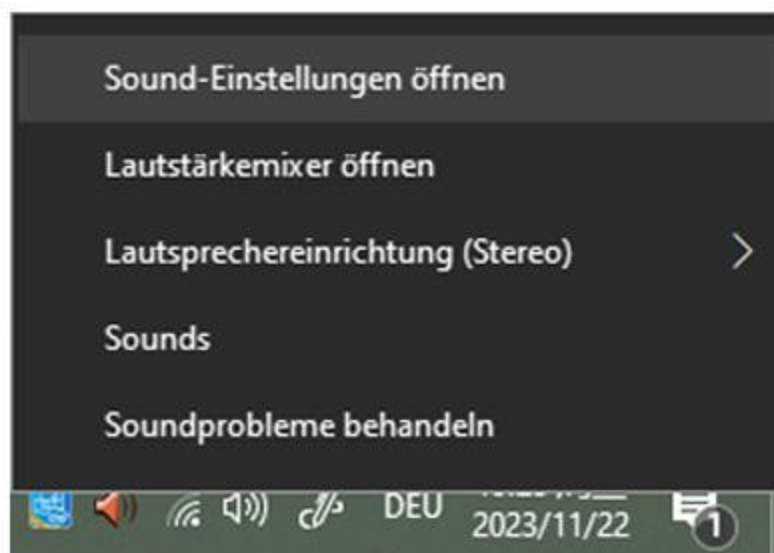 Sound-Einstellungen öffnen
Lautstärkemixer öffnen
Lautsprechereinrichtung (Stereo)
Sounds
Soundprobleme behandeln
DEU
2023/11/22
1